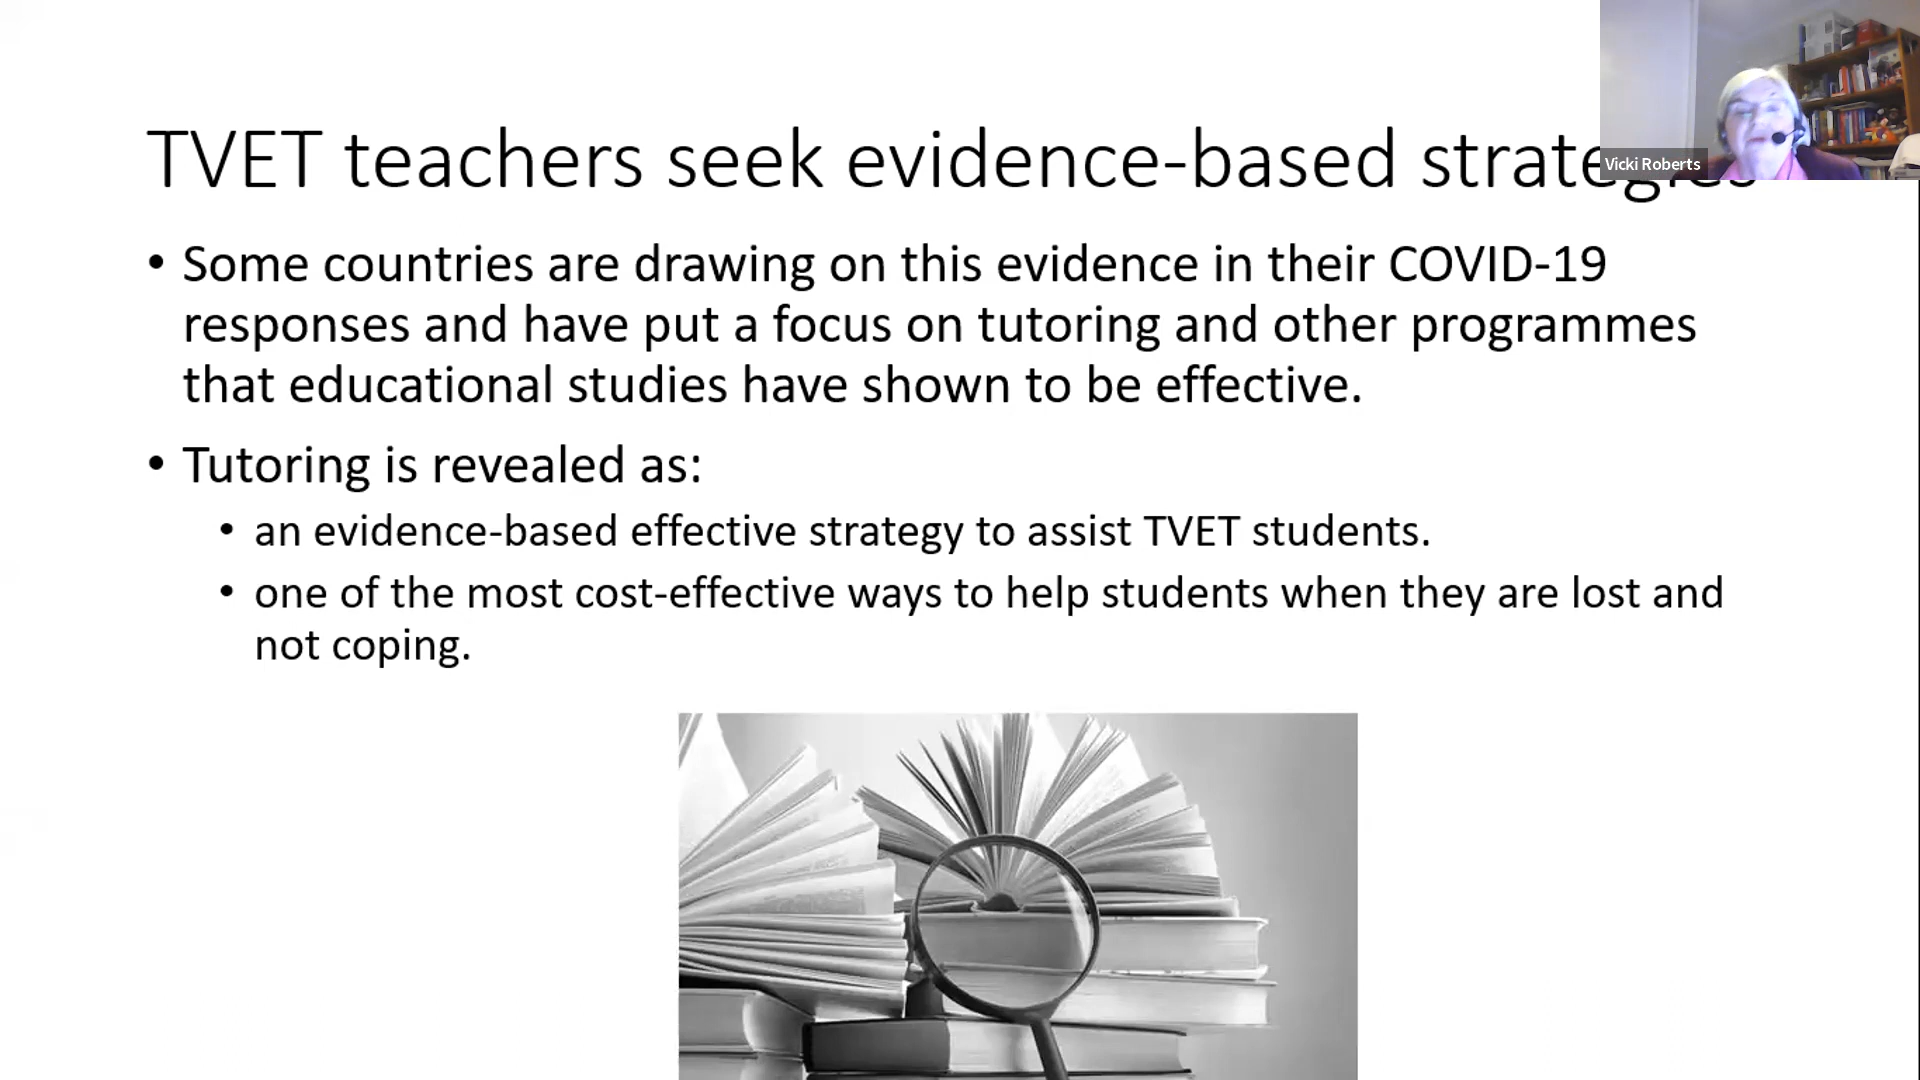 TVET teachers seek evidence-based strategies
Vicki Roberts
• Some countries are drawing on this evidence in their COVID-19
responses and have put a focus on tutoring and other programmes
that educational studies have shown to be effective.
• Tutoring is revealed as:
• an evidence-based effective strategy to assist TVET students.
• one of the most cost-effective ways to help students when they are lost and
not coping.